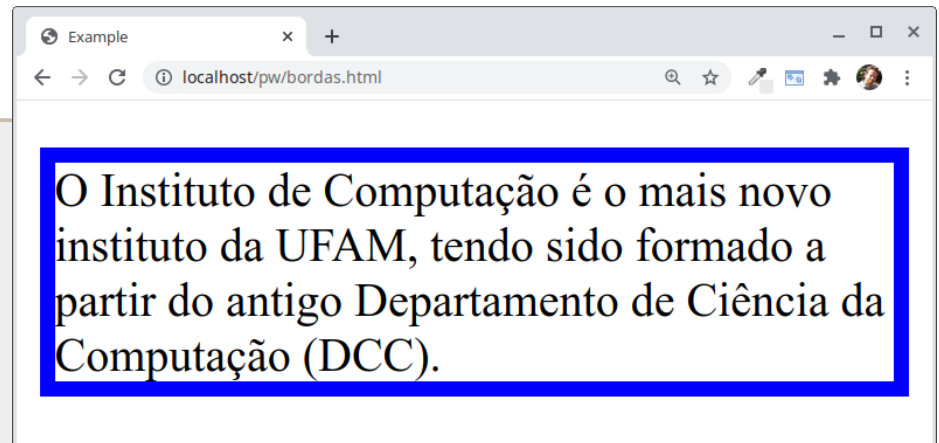 Example
localhost/pw/bordas.html
O Instituto de Computação é o mais novo
instituto da UFAM, tendo sido formado a
partir do antigo Departamento de Ciência da
Computação (DCC).